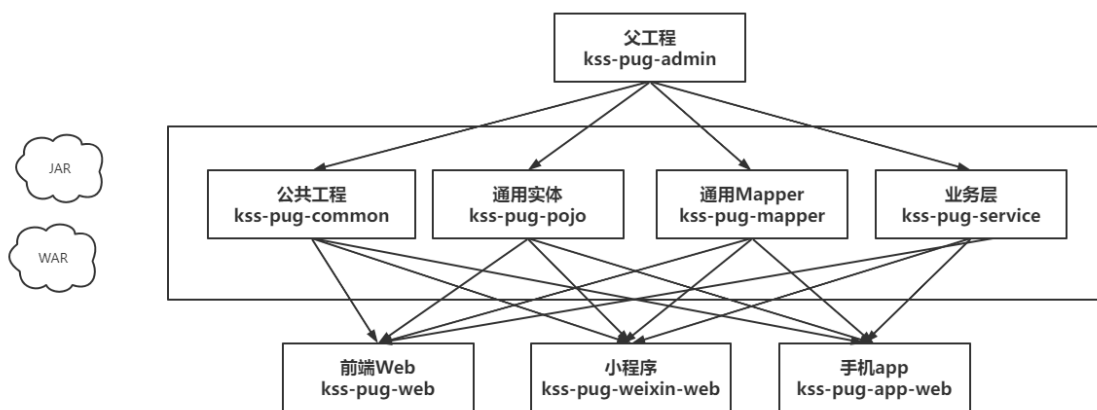 父工程
kss-pug-admin
JAR
公共工程
kss-pug-common
通用实体
kss-pug-pojo
通用Mapper
kss-pug-mapper
业务层
kss-pug-service
WAR
前端Web
kss-pug-web
小程序
kss-pug-weixin-web
手机app
kss-pug-app-web